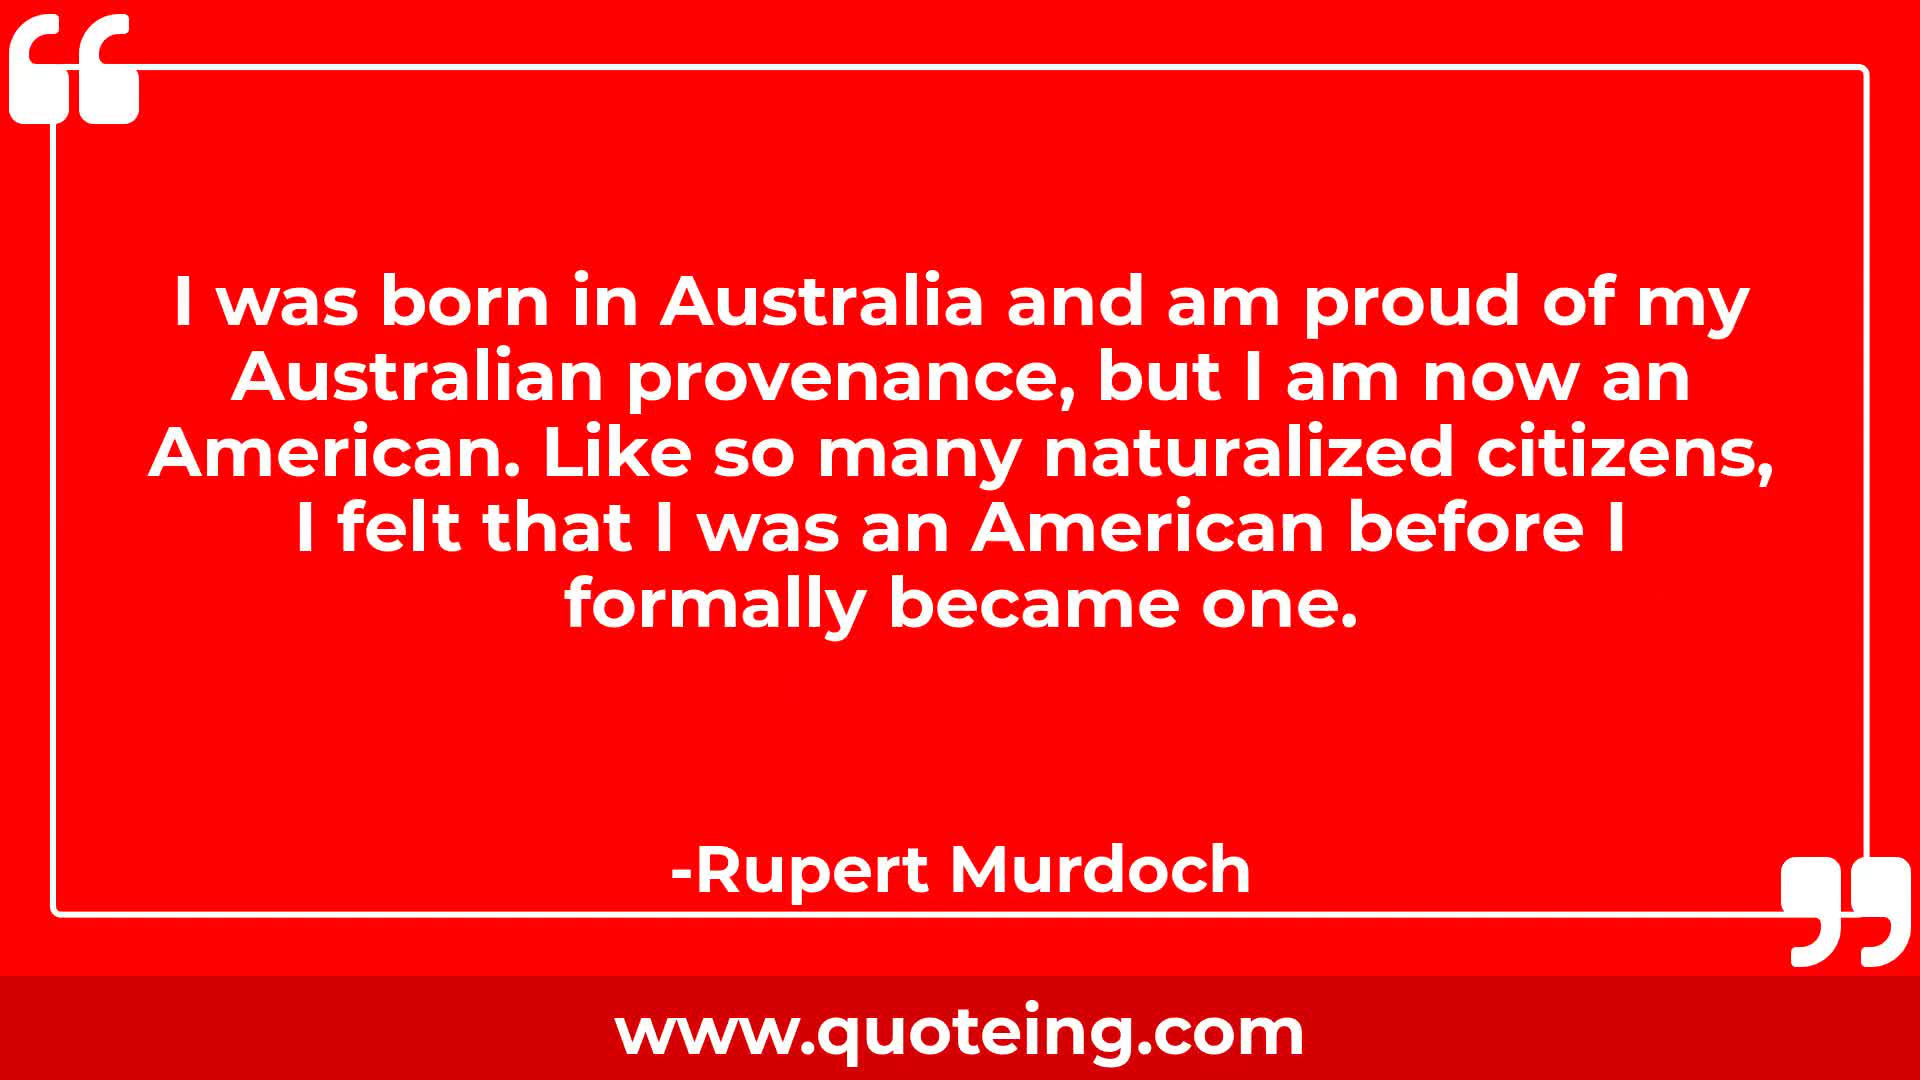 I was born in Australia and am proud of my
Australian provenance, but I am now an
American. Like so many naturalized citizens,
I felt that I was an American before I
formally became one.
-Rupert Murdoch
www.quoteing.com